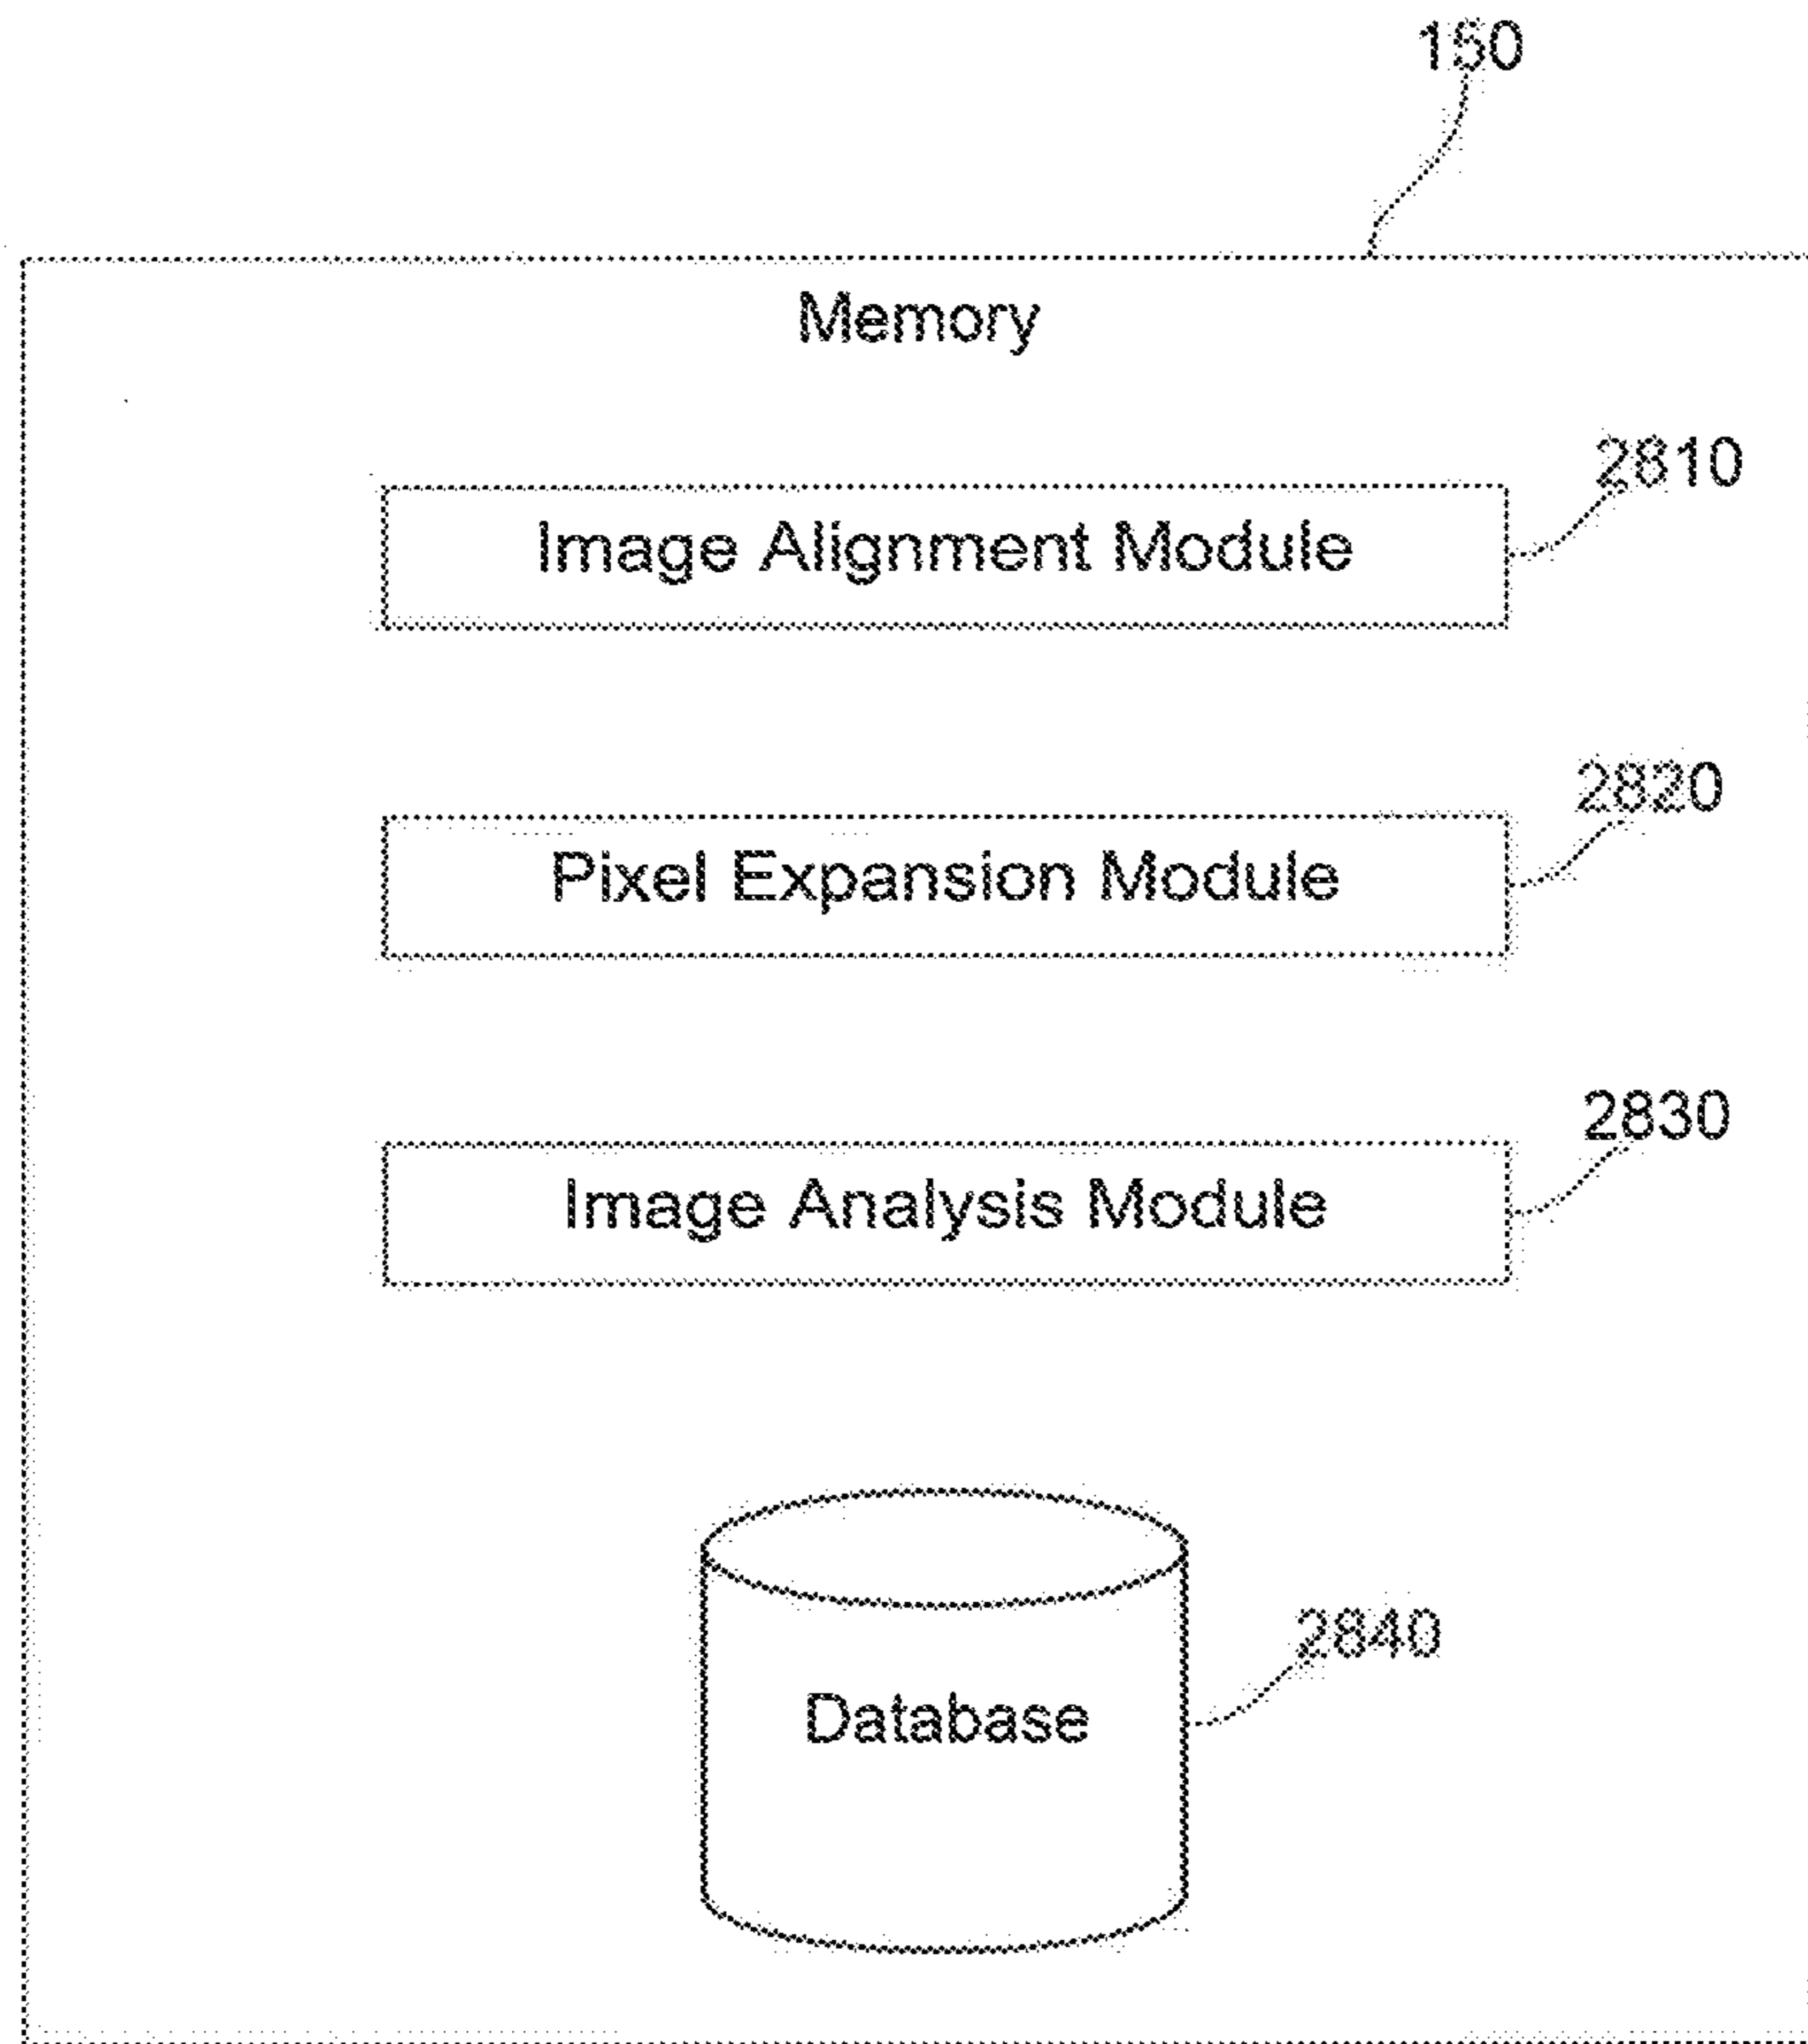 150
Memory
2810
Image Alignment Module
2820
Pixel Expansion Module
2830
Image Analysis Module
2840
Database